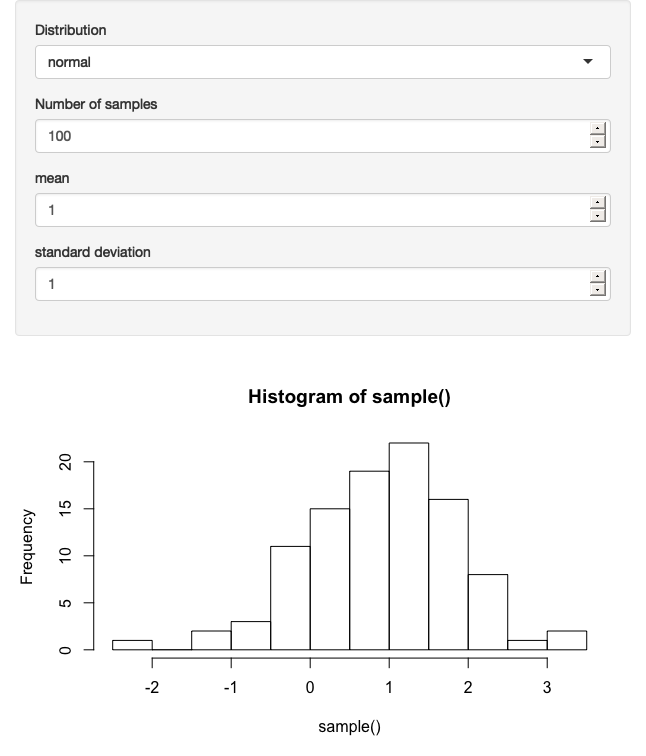 Distribution
normal
Number of samples
100
mean
1
standard deviation
1
Histogram of sample()
Frequency
20
15
10
5
0
-2 -1 0 1 2 3
sample()